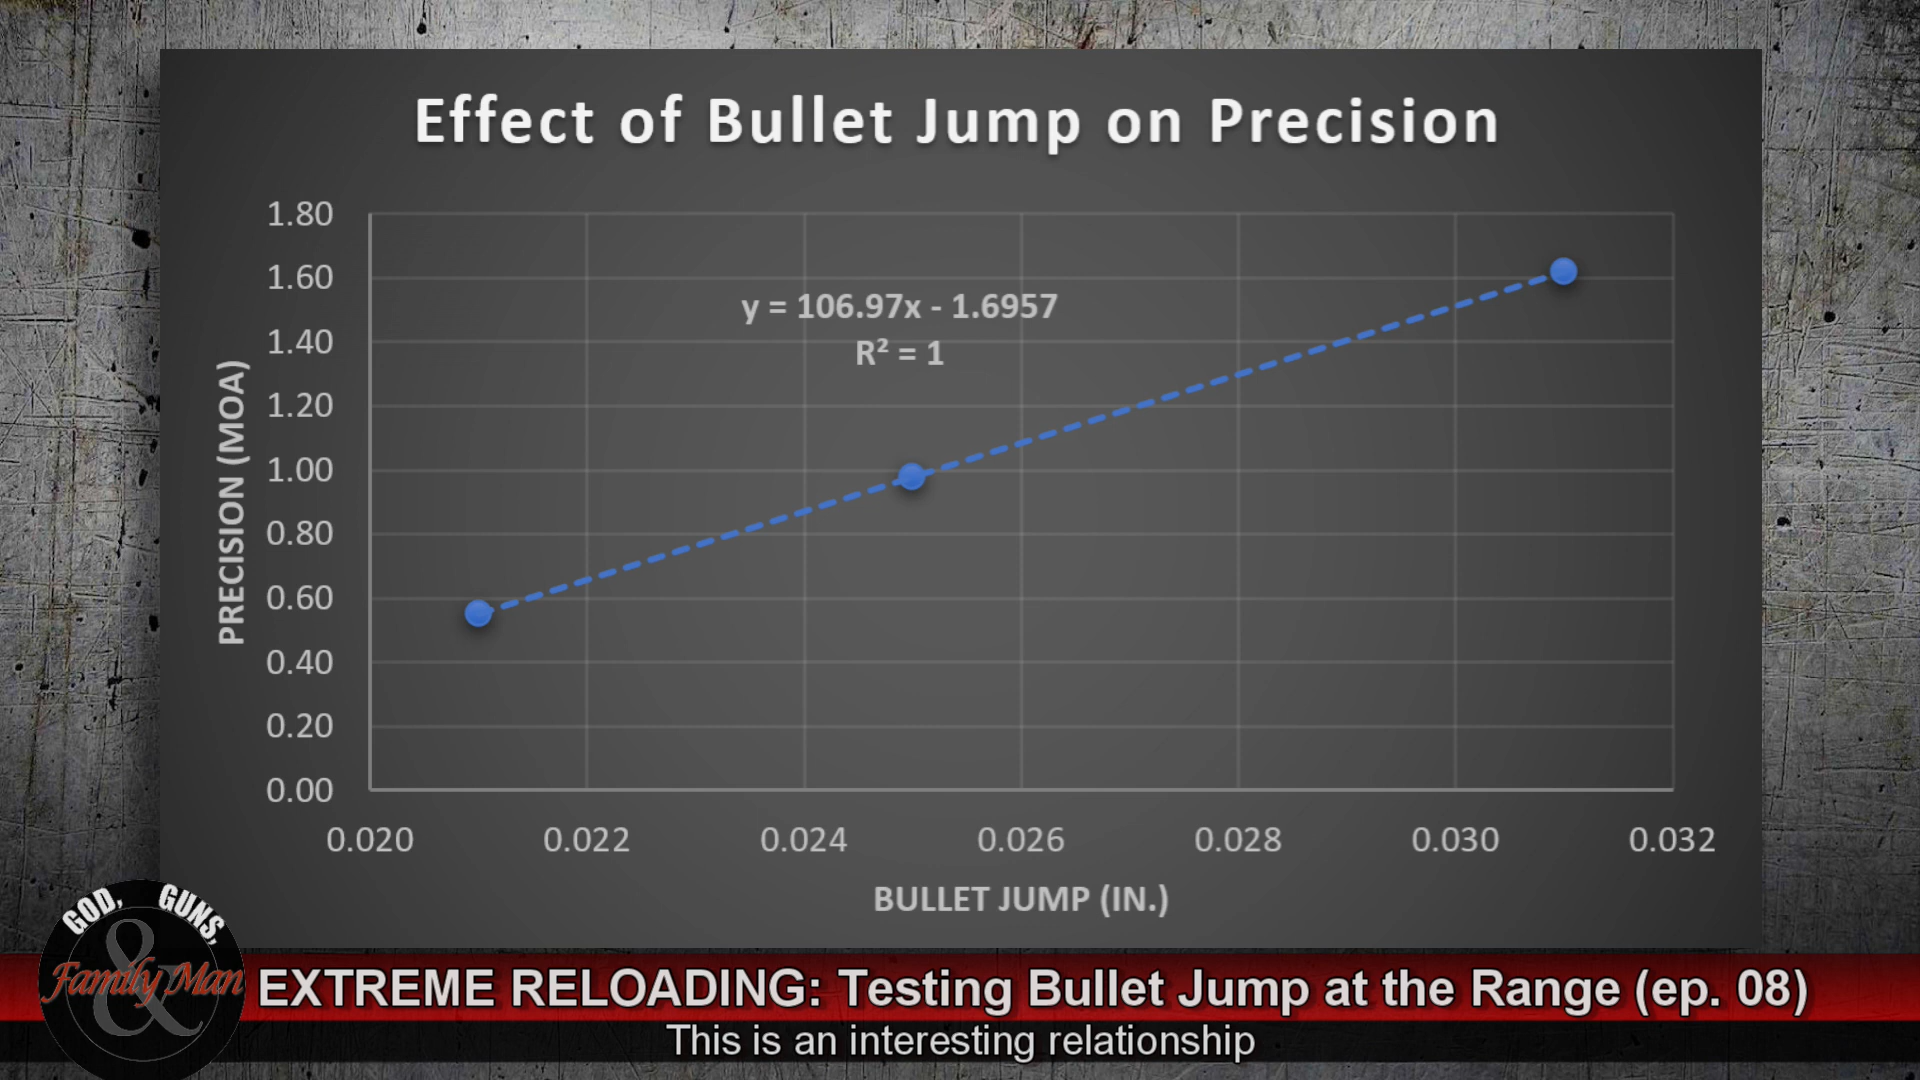 Effect of Bullet Jump on Precision
1.80
1.60
1.40
1.20
1.00
0.80
0.60
0.40
0.20
0.00
PRECISION (MOA)
y = 106.97x - 1.6957
R² = 1
0.020 0.022 0.024 0.026 0.028 0.030 0.032
BULLET JUMP (IN.)
GOD, GUNS,
&
Family Man
EXTREME RELOADING: Testing Bullet Jump at the Range (ep. 08)
This is an interesting relationship